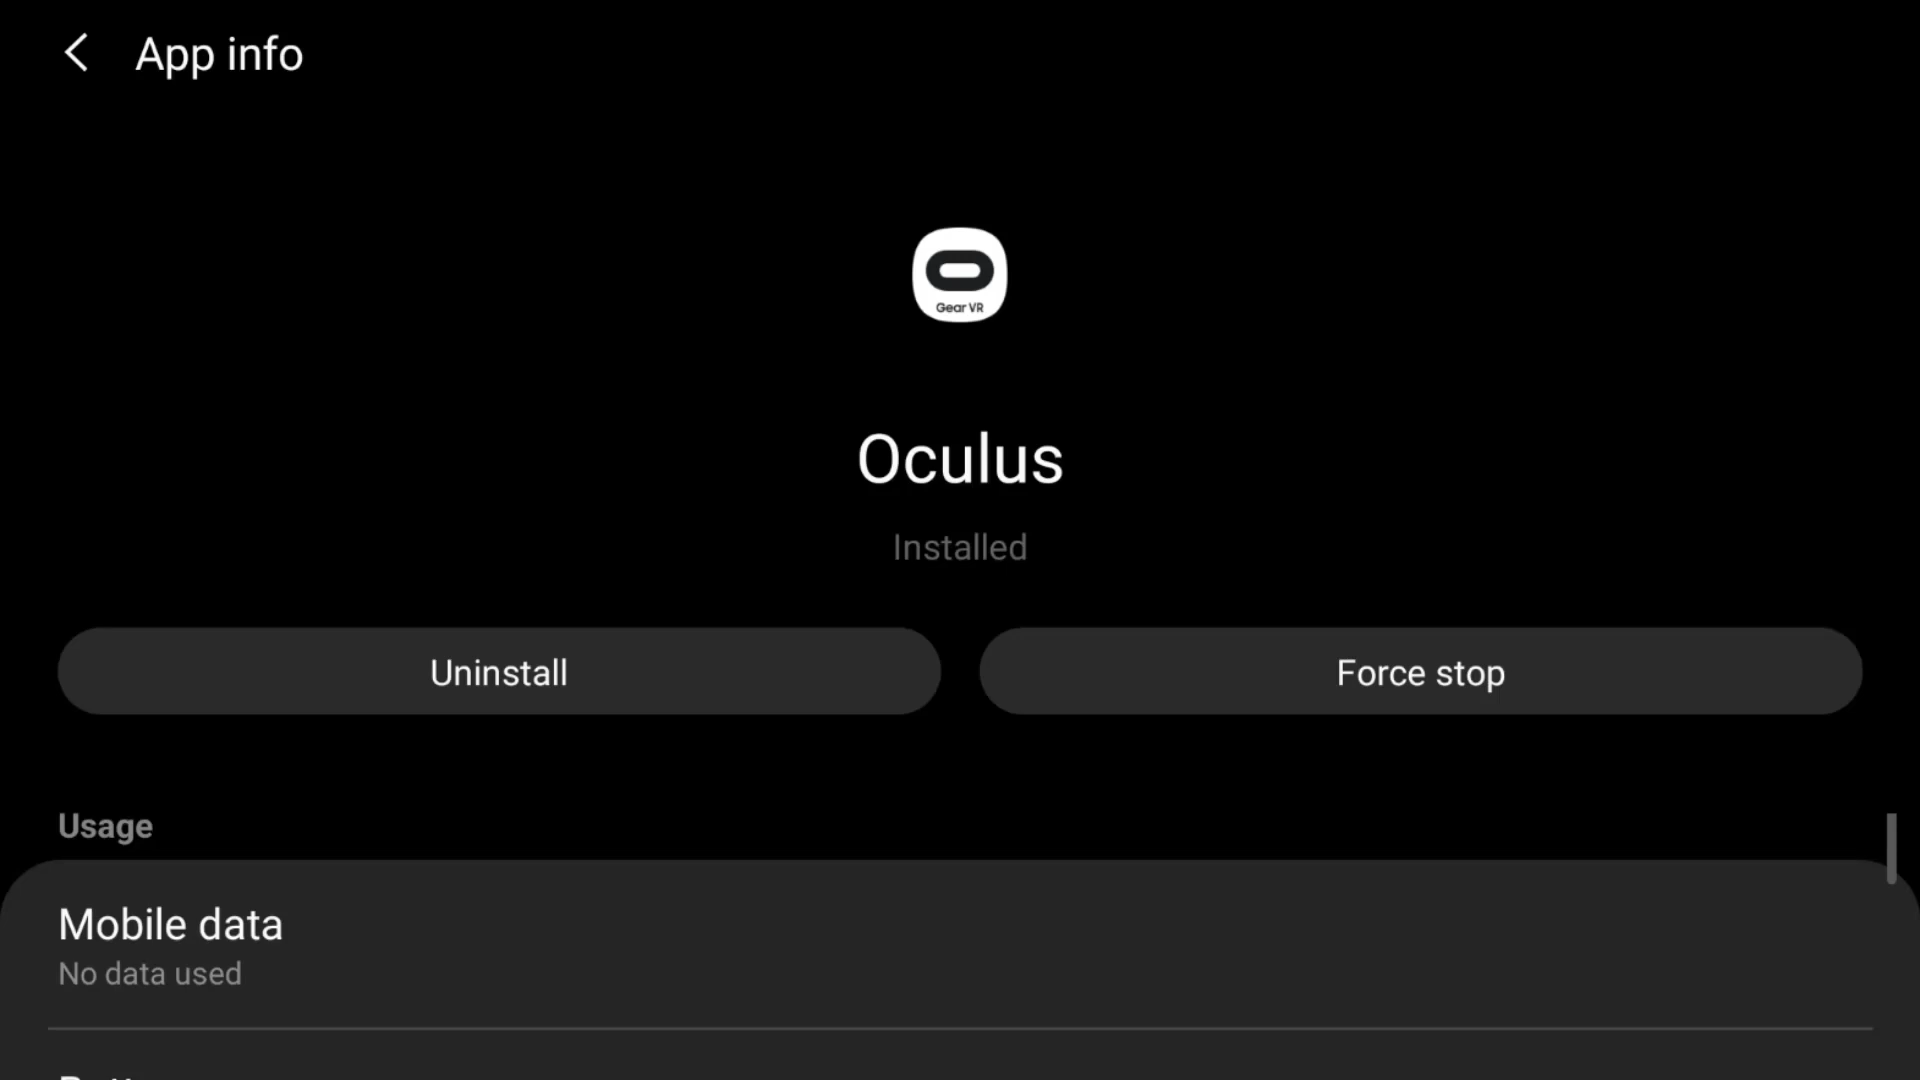 App info
Gear VR
Oculus
Installed
Uninstall
Force stop
Usage
Mobile data
No data used